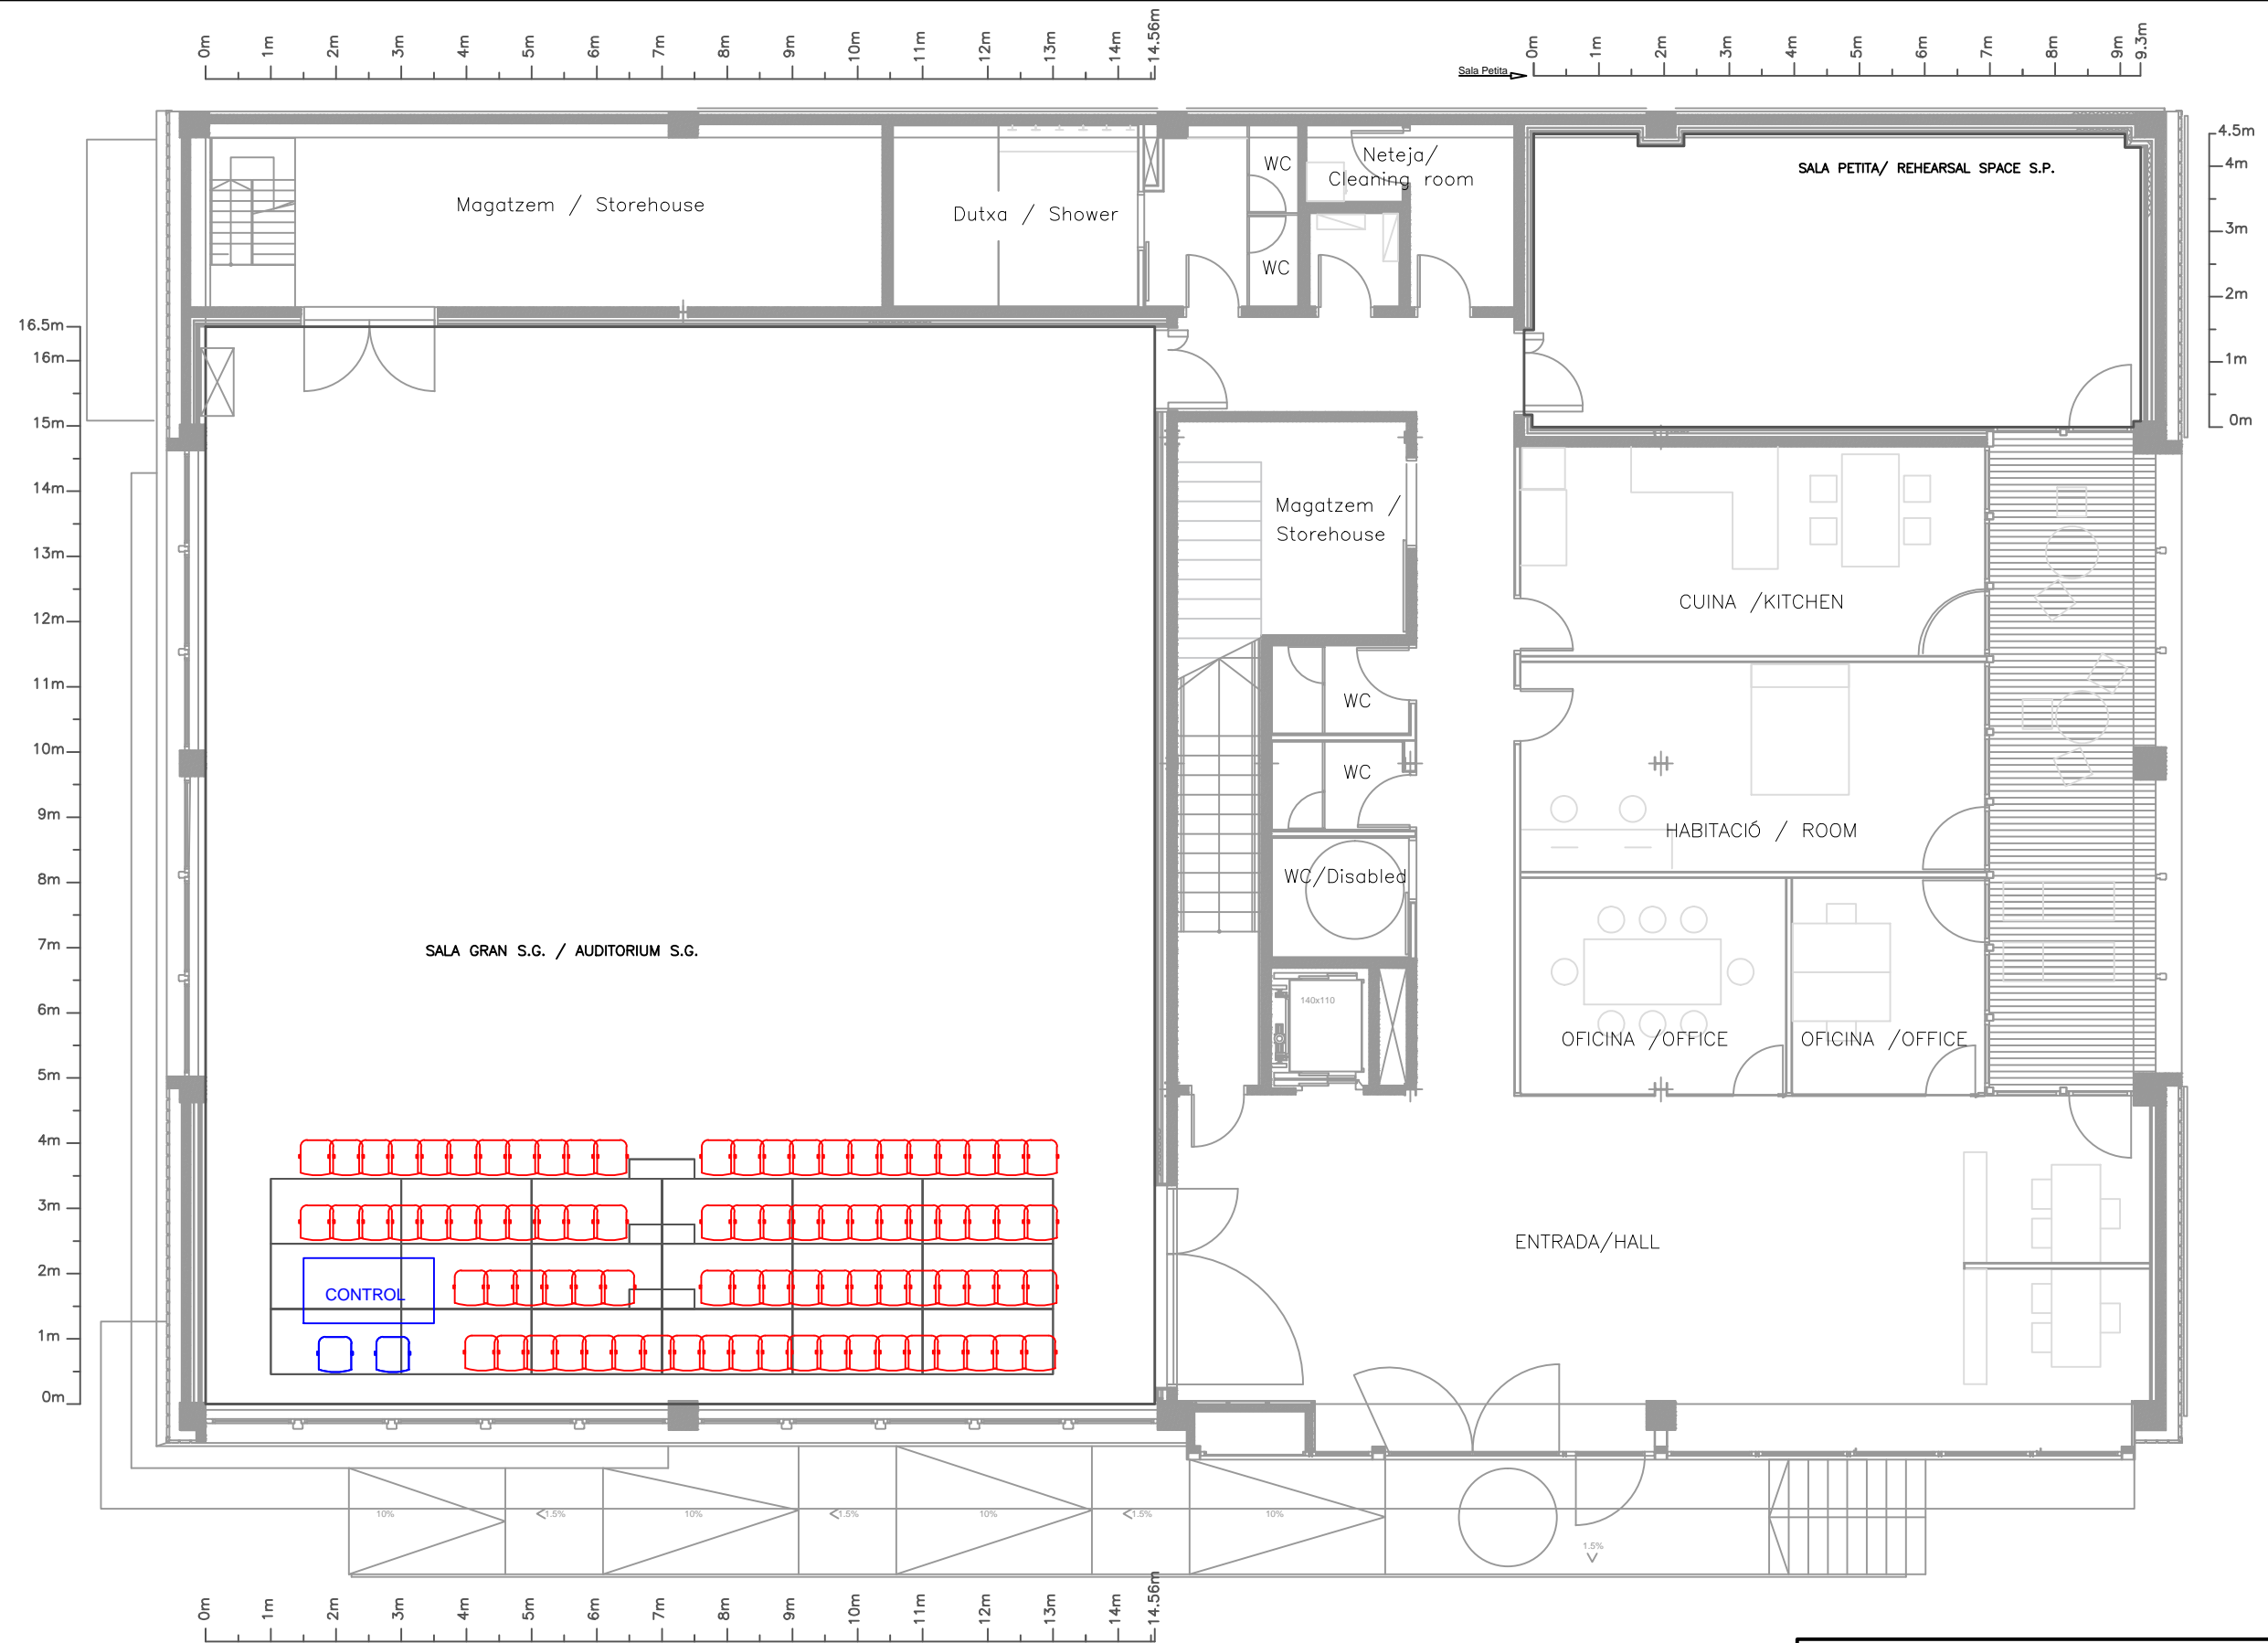 0m 1m 2m 3m 4m 5m 6m 7m 8m 9m 10m 11m 12m 13m 14m 14.56m
Sala Petita
0m 1m 2m 3m 4m 5m 6m 7m 8m 9m 9.3m
4.5m
4m
3m
2m
1m
0m
16.5m
16m
15m
14m
13m
12m
11m
10m
9m
8m
7m
6m
5m
4m
3m
2m
1m
0m
Magatzem / Storehouse
Dutxa / Shower
WC
WC
Neteja/
Cleaning room
SALA PETITA/ REHEARSAL SPACE S.P.
Magatzem /
Storehouse
CUINA /KITCHEN
WC
WC
HABITACIÓ / ROOM
WC/Disabled
SALA GRAN S.G. / AUDITORIUM S.G.
140x110
OFICINA /OFFICE
OFICINA /OFFICE
ENTRADA/HALL
CONTROL
10% <1.5% 10% <1.5% 10% <1.5% 10%
1.5%
0m 1m 2m 3m 4m 5m 6m 7m 8m 9m 10m 11m 12m 13m 14m 14.56m